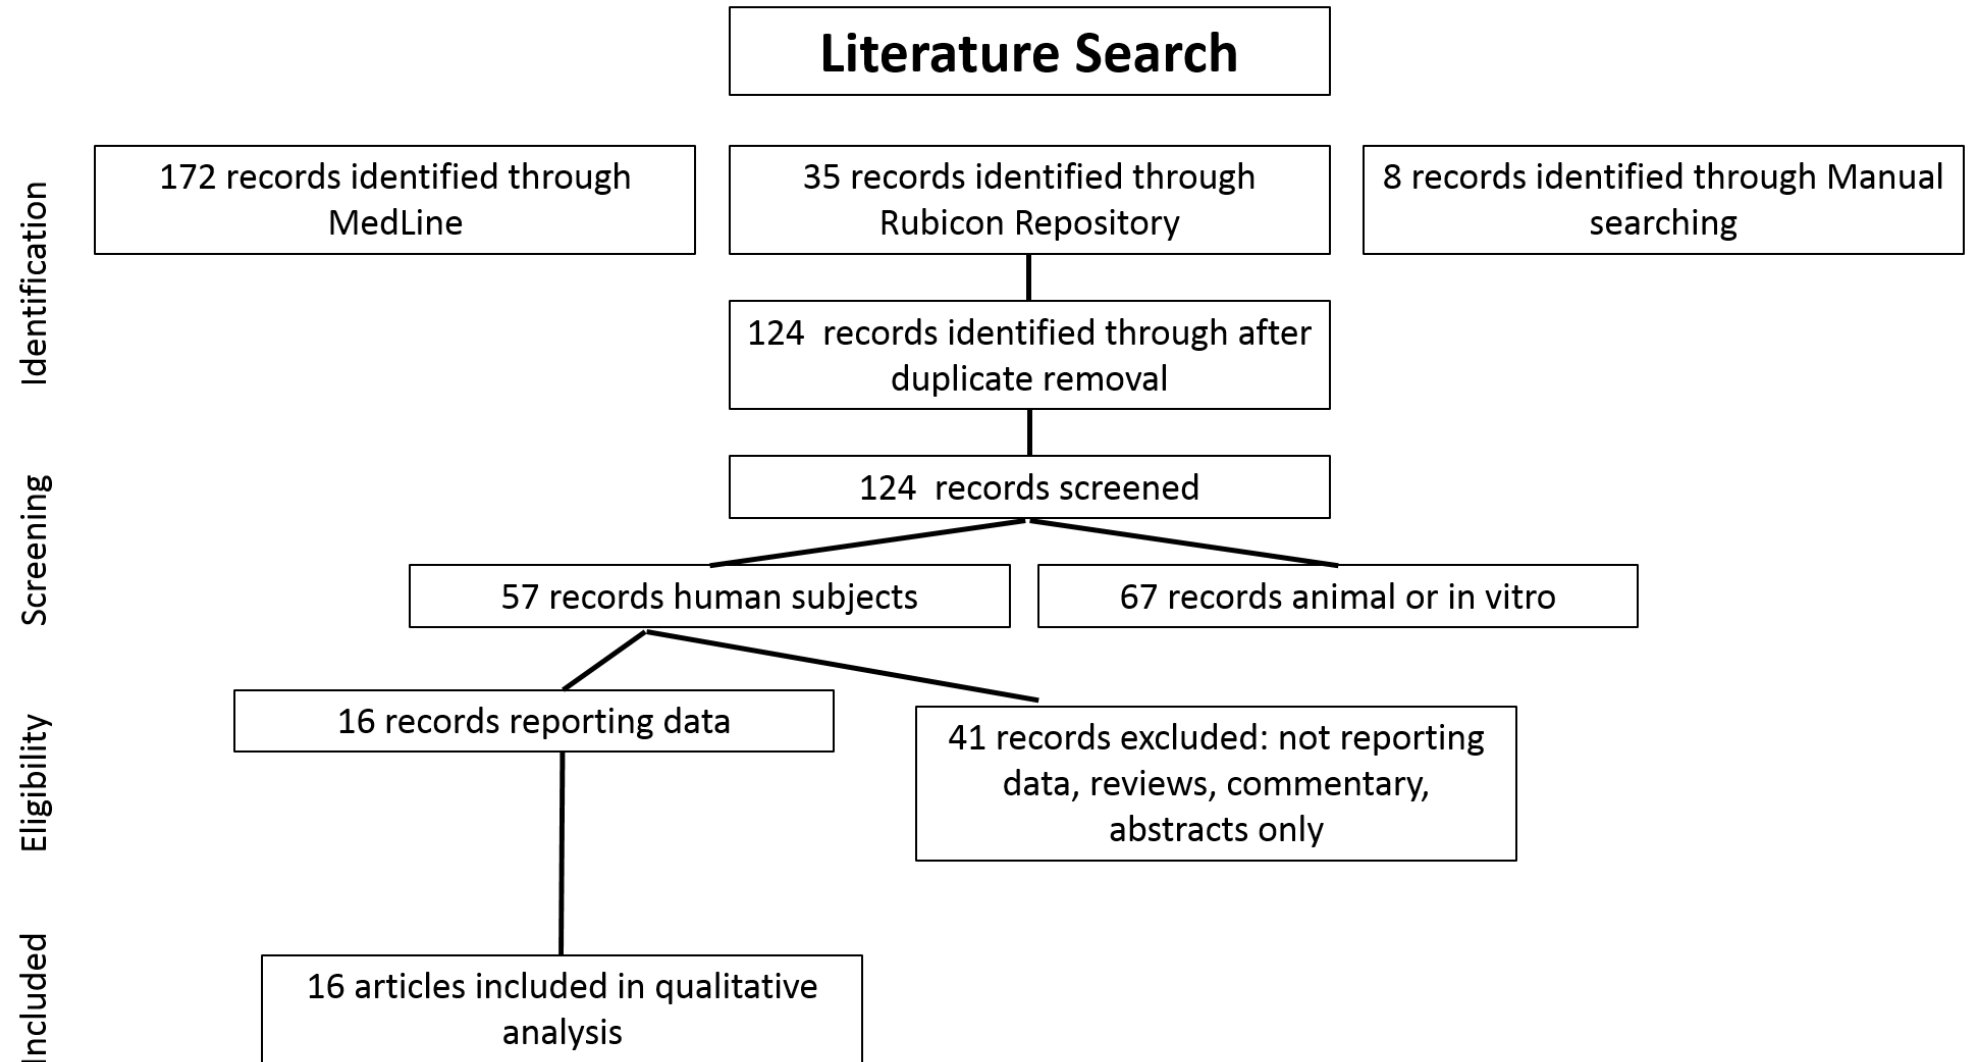 Literature Search
Identification
172 records identified through
MedLine
35 records identified through
Rubicon Repository
8 records identified through Manual
searching
124  records identified through after
duplicate removal
Screening
124  records screened
57 records human subjects
67 records animal or in vitro
Eligibility
16 records reporting data
41 records excluded: not reporting
data, reviews, commentary,
abstracts only
Included
16 articles included in qualitative
analysis